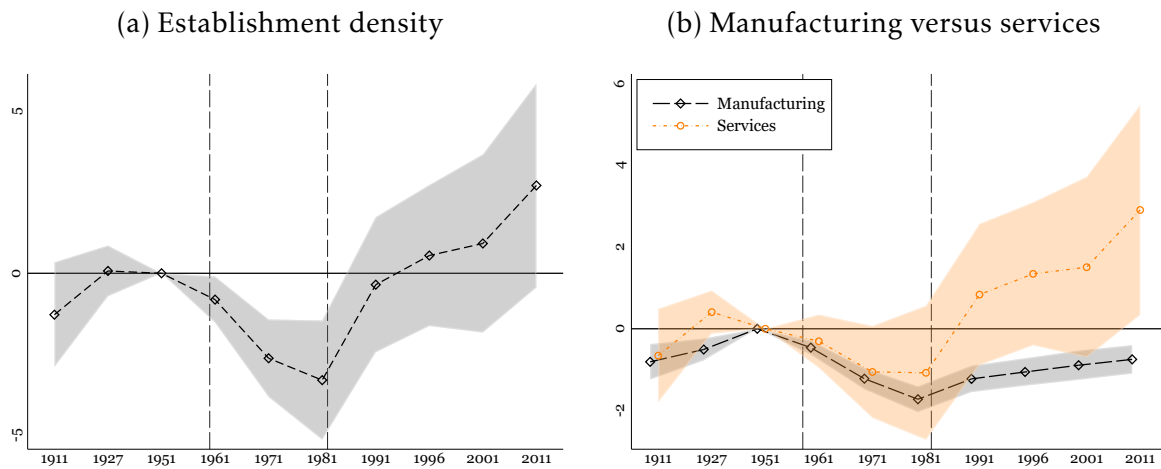 (a) Establishment density
5
0
-5
1911 1927 1951 1961 1971 1981 1991 1996 2001 2011
(b) Manufacturing versus services
Manufacturing
Services
6
4
2
0
-2
1911 1927 1951 1961 1971 1981 1991 1996 2001 2011